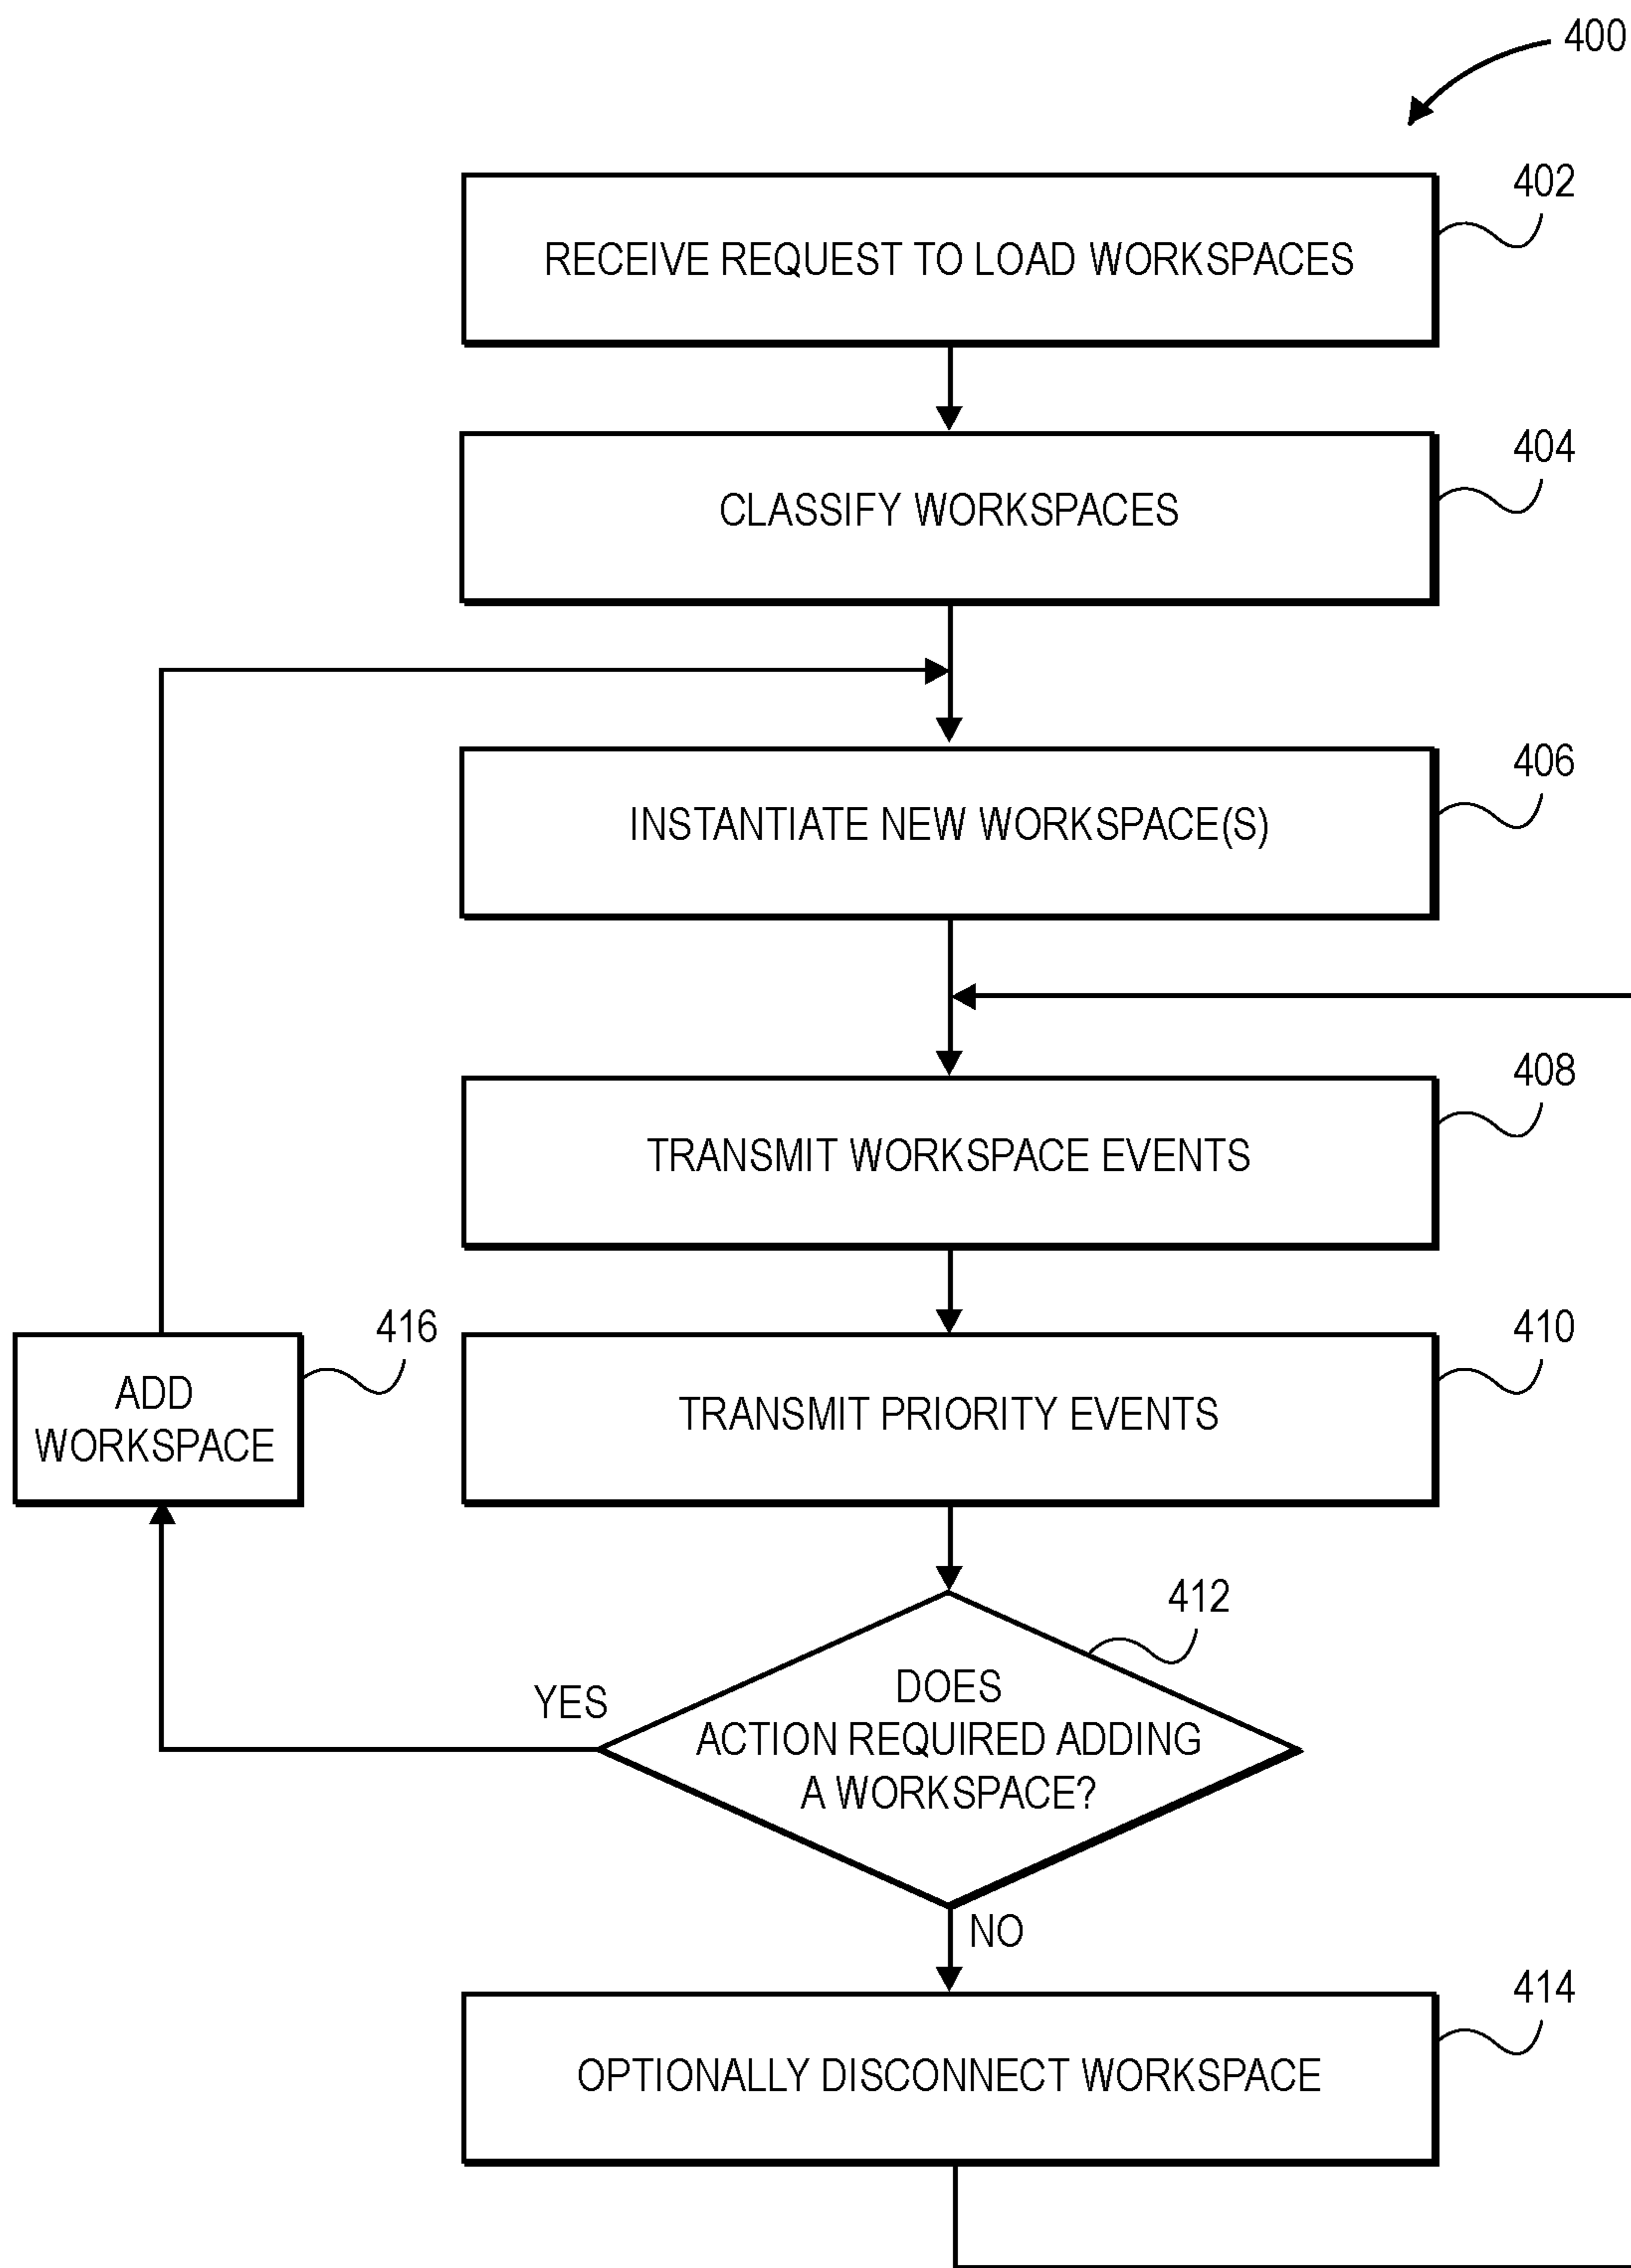 400
402
RECEIVE REQUEST TO LOAD WORKSPACES
404
CLASSIFY WORKSPACES
406
INSTANTIATE NEW WORKSPACE(S)
408
TRANSMIT WORKSPACE EVENTS
416
ADD
WORKSPACE
410
TRANSMIT PRIORITY EVENTS
412
YES
DOES
ACTION REQUIRED ADDING
A WORKSPACE?
NO
414
OPTIONALLY DISCONNECT WORKSPACE